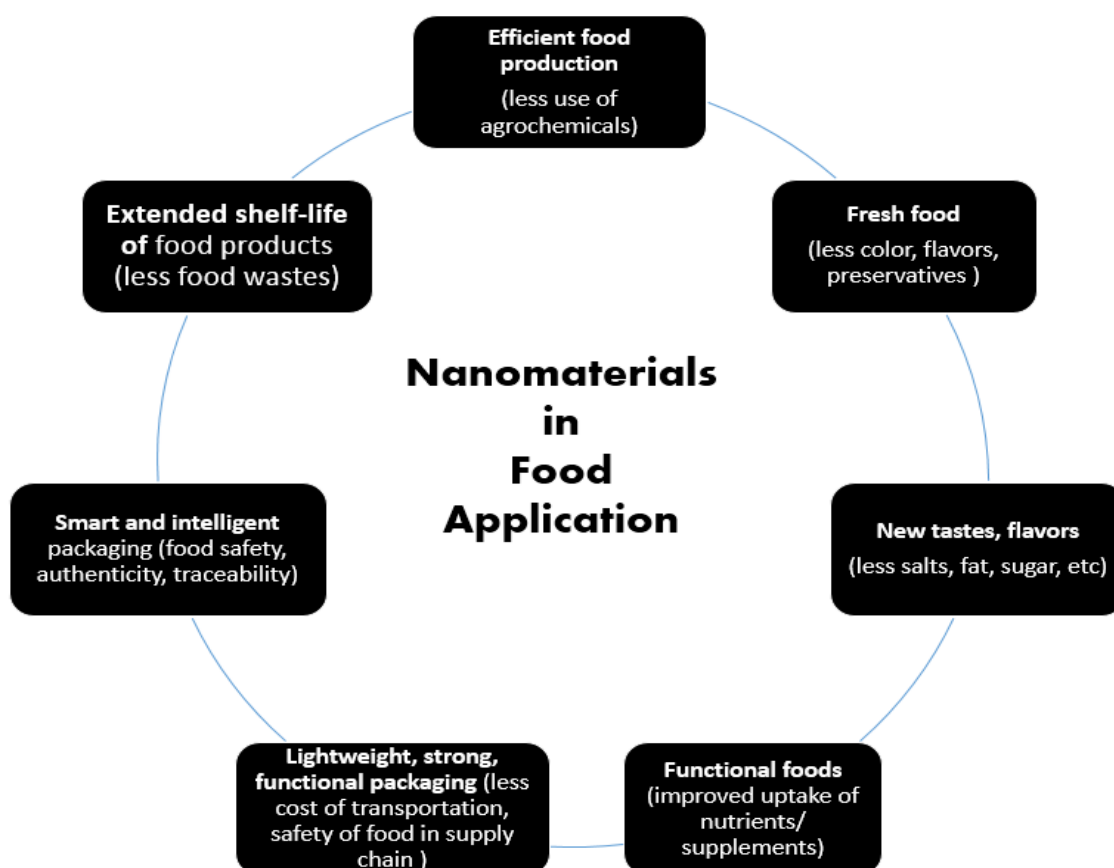 Efficient food
production
(less use of
agrochemicals)
Fresh food
(less color, flavors,
preservatives )
New tastes, flavors
(less salts, fat, sugar, etc)
Functional foods
(improved uptake of
nutrients/
supplements)
Lightweight, strong,
functional packaging (less
cost of transportation,
safety of food in supply
chain )
Smart and intelligent
packaging (food safety,
authenticity, traceability)
Extended shelf-life
of food products
(less food wastes)
Nanomaterials
in
Food
Application